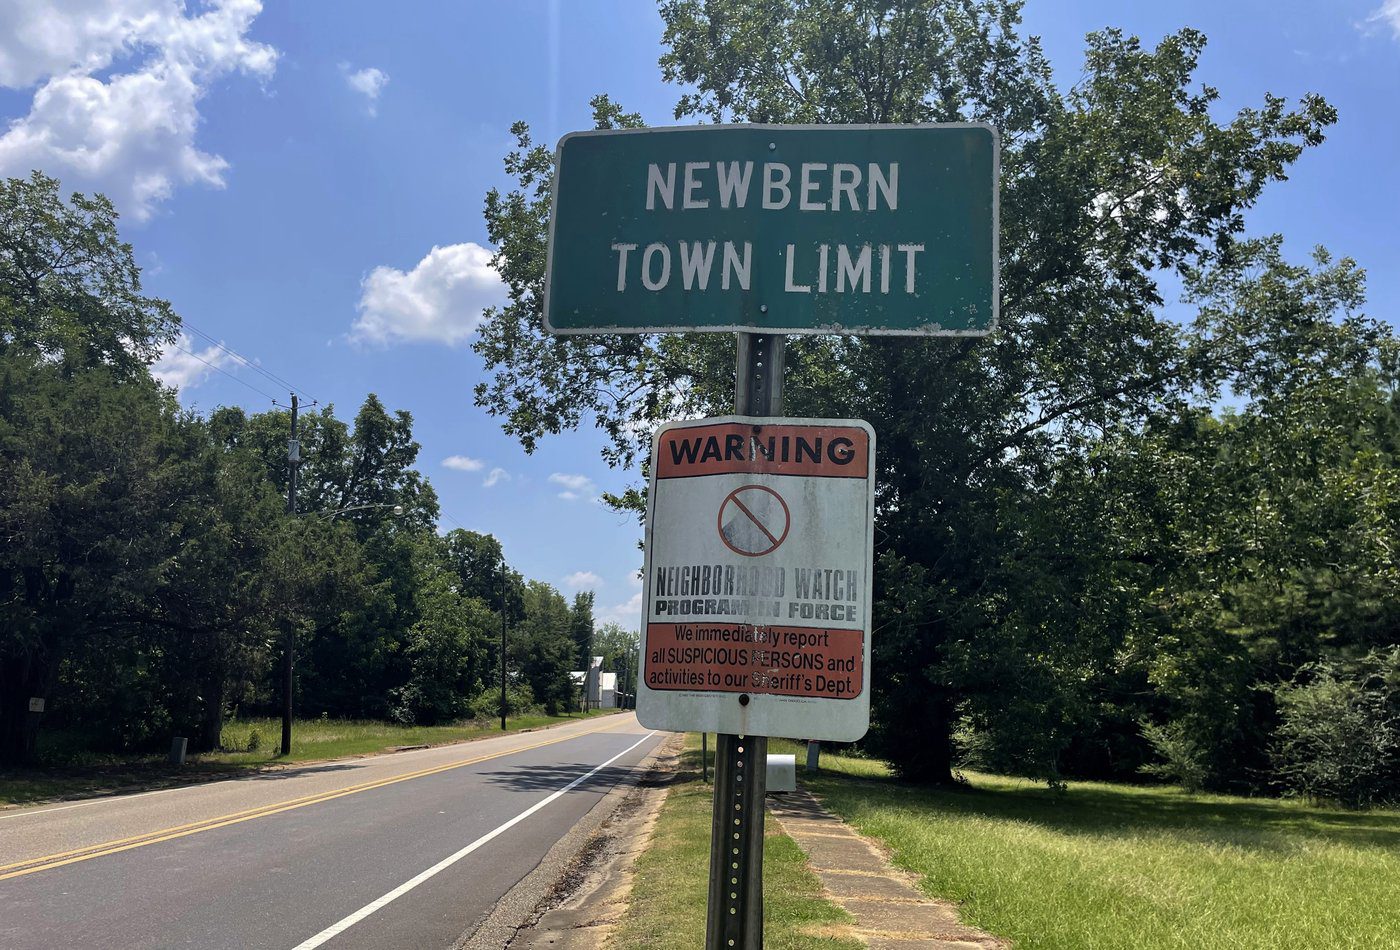 NEWBERN
TOWN LIMIT
WARNING
NEIGHBORHOOD WATCH
PROGRAM IN FORCE
We immediately report
all SUSPICIOUS PERSONS and
activities to our Sheriff's Dept.